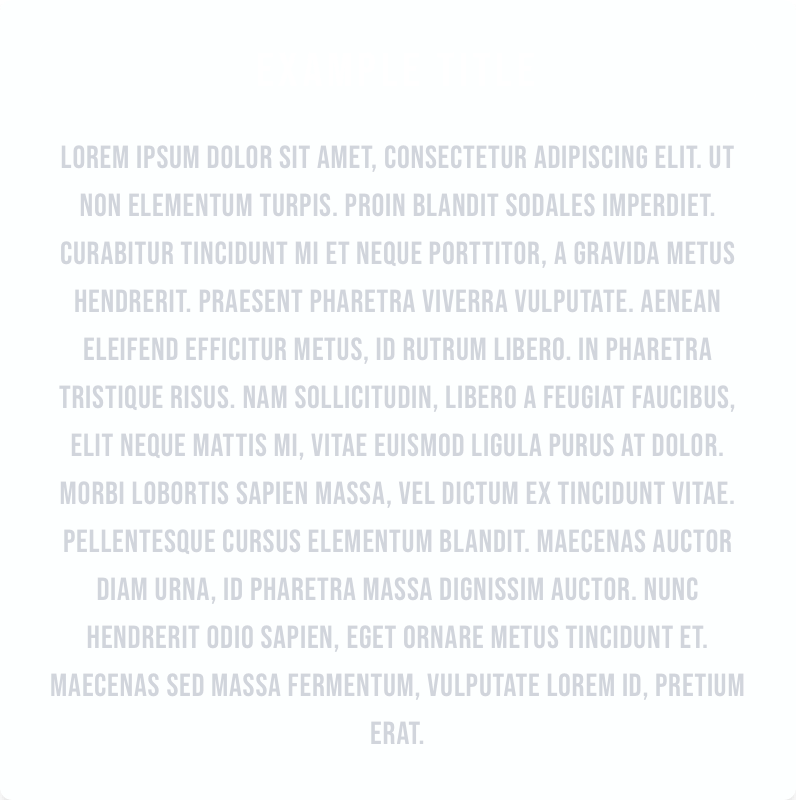 LOREM IPSUM DOLOR SIT AMET, CONSECTETUR ADIPISCING ELIT. UT
NON ELEMENTUM TURPIS. PROIN BLANDIT SODALES IMPERDIET.
CURABITUR TINCIDUNT MI ET NEQUE PORTTITOR, A GRAVIDA METUS
HENDRERIT. PRAESENT PHARETRA VIVERRA VULPUTATE. AENEAN
ELEIFEND EFFICITUR METUS, ID RUTRUM LIBERO. IN PHARETRA
TRISTIQUE RISUS. NAM SOLLICITUDIN, LIBERO A FEUGIAT FAUCIBUS,
ELIT NEQUE MATTIS MI, VITAE EUISMOD LIGULA PURUS AT DOLOR.
MORBI LOBORTIS SAPIEN MASSA, VEL DICTUM EX TINCIDUNT VITAE.
PELLENTESQUE CURSUS ELEMENTUM BLANDIT. MAECENAS AUCTOR
DIAM URNA, ID PHARETRA MASSA DIGNISSIM AUCTOR. NUNC
HENDRERIT ODIO SAPIEN, EGET ORNARE METUS TINCIDUNT ET.
MAECENAS SED MASSA FERMENTUM, VULPUTATE LOREM ID, PRETIUM
ERAT.